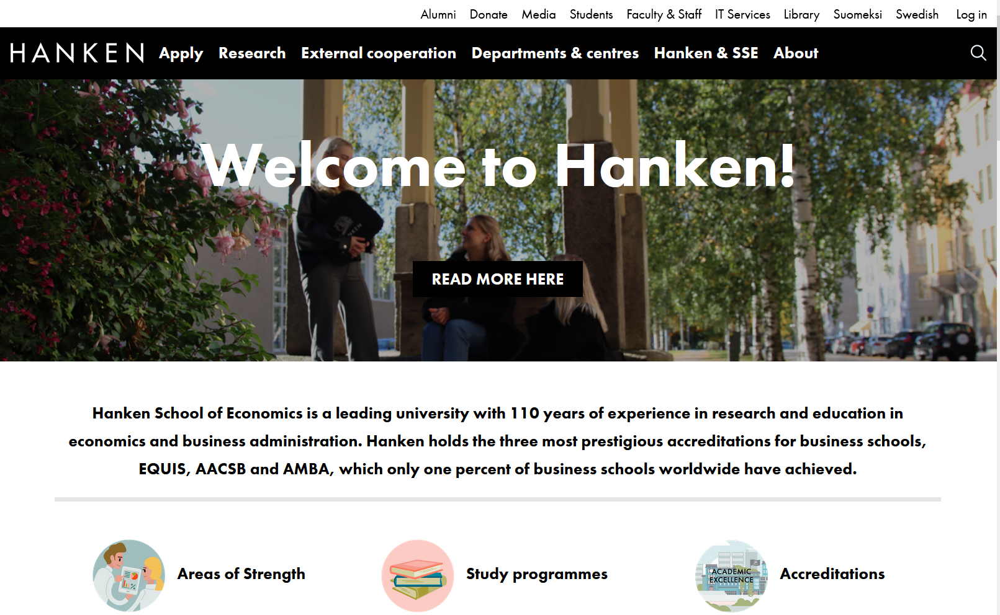 Alumni Donate Media Students Faculty & Staff IT Services Library Suomeksi Swedish Log in
HANKEN Apply Research External cooperation Departments & centres Hanken & SSE About
Welcome to Hanken!
READ MORE HERE
Hanken School of Economics is a leading university with 110 years of experience in research and education in
economics and business administration. Hanken holds the three most prestigious accreditations for business schools,
EQUIS, AACSB and AMBA, which only one percent of business schools worldwide have achieved.
Areas of Strength
Study programmes
ACADEMIC
EXCELLENCE
Accreditations